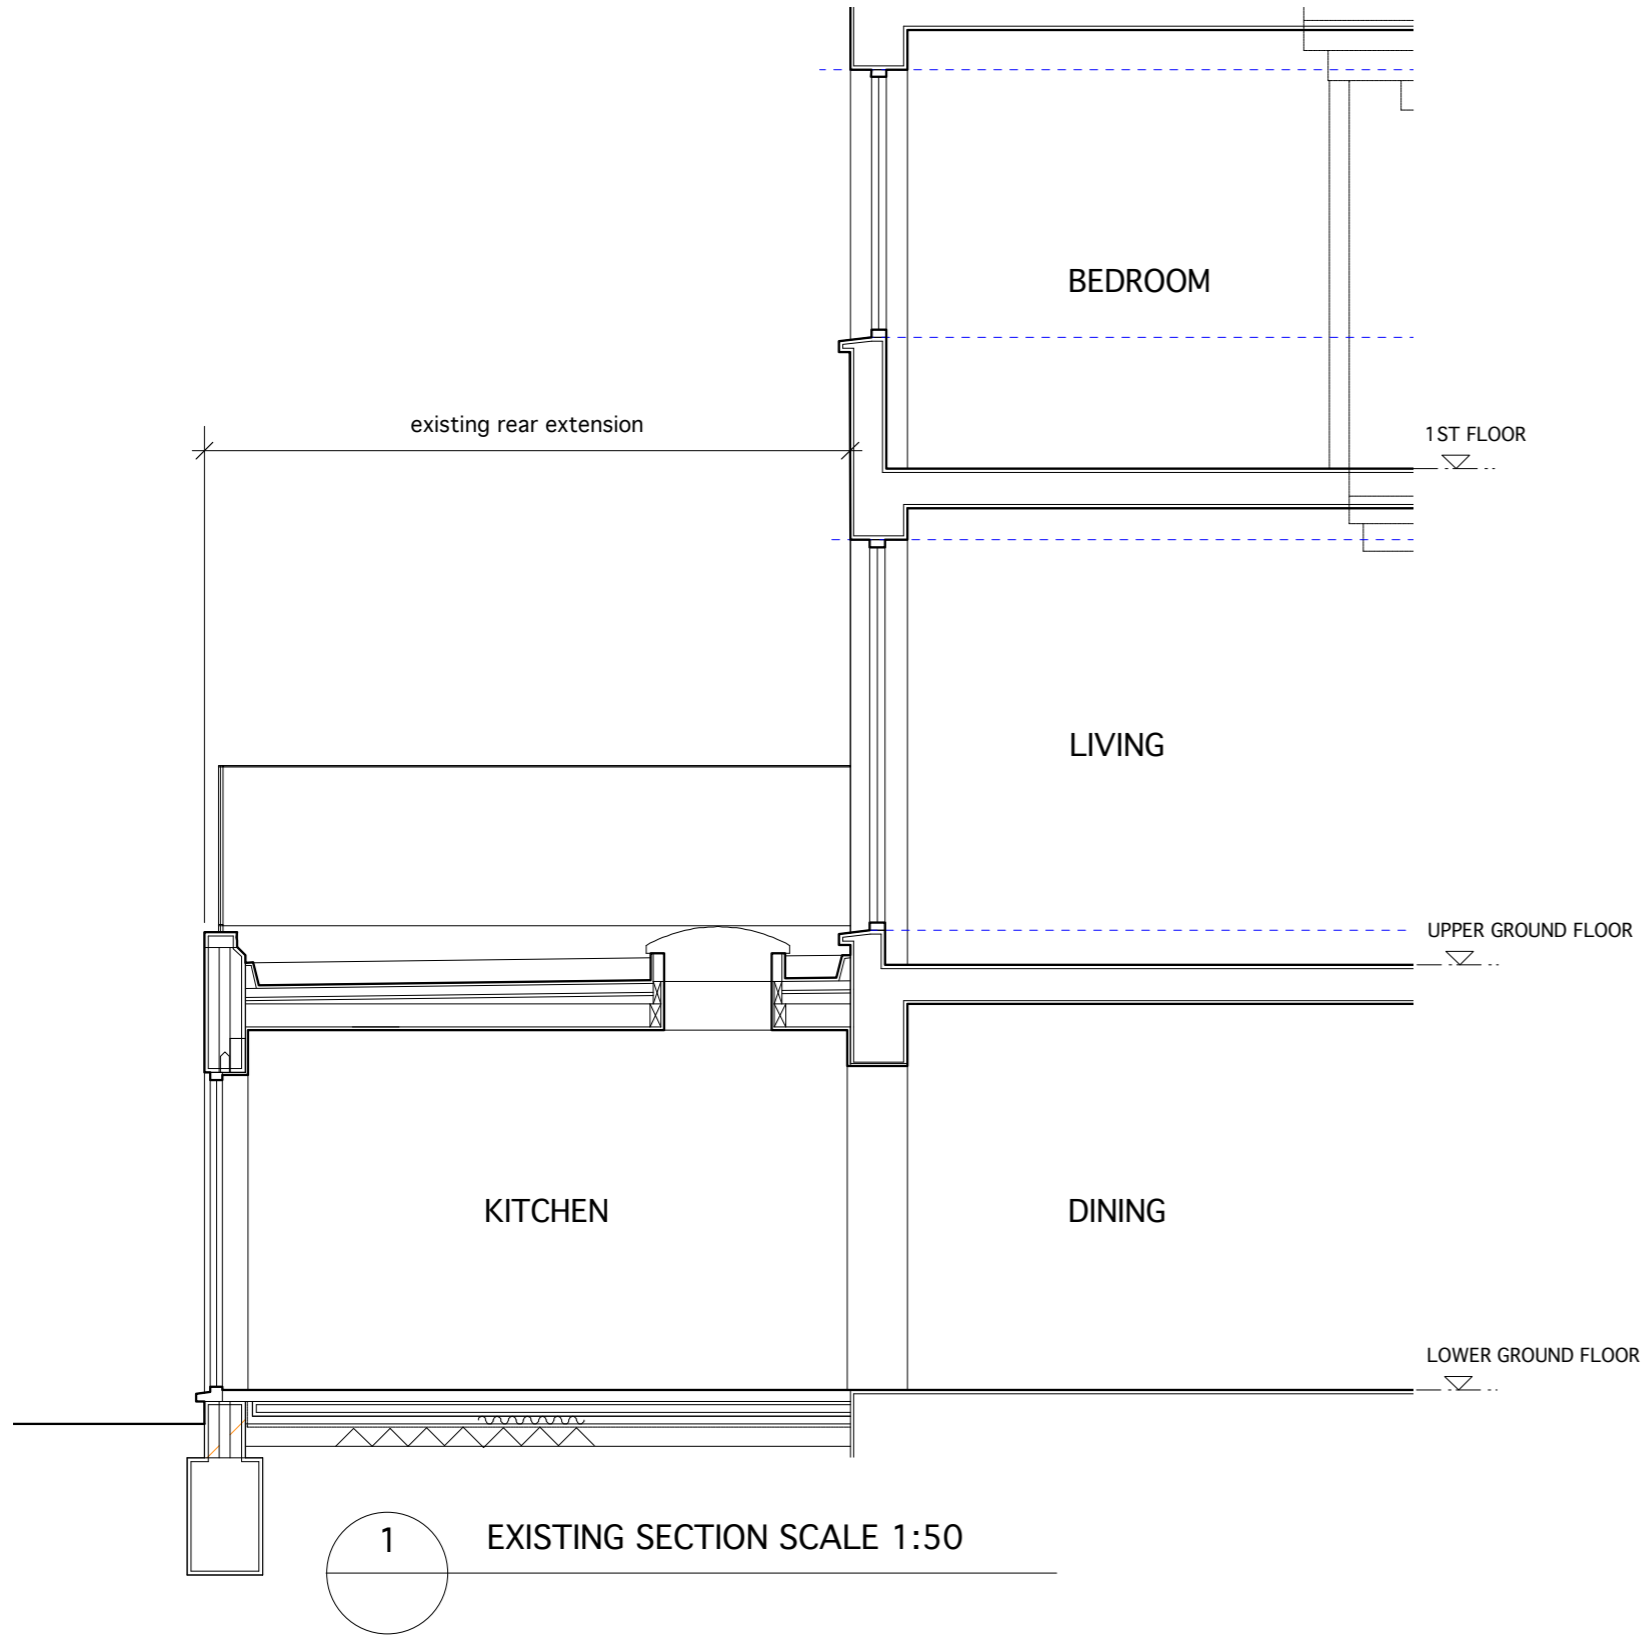 BEDROOM
existing rear extension
1ST FLOOR
LIVING
UPPER GROUND FLOOR
KITCHEN
DINING
LOWER GROUND FLOOR
1
EXISTING SECTION SCALE 1:50